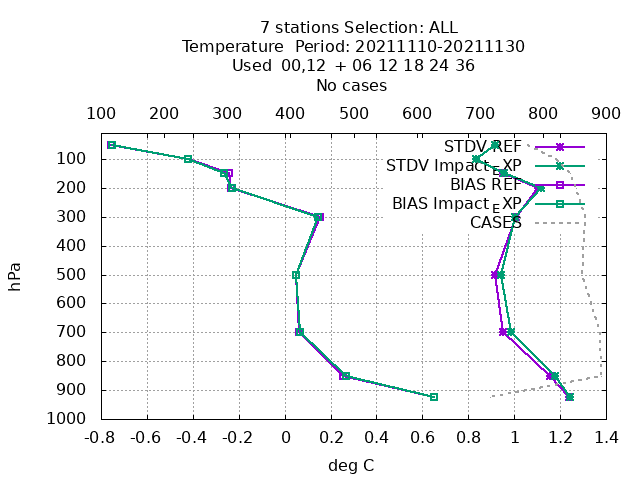 7 stations Selection: ALL
Temperature  Period: 20211110-20211130
Used 00,12 + 06 12 18 24 36
No cases
100 200 300 400 500 600 700 800 900
STDV REF
STDV Impact_EXP
BIAS REF
BIAS Impact_EXP
CASES
hPa
100
200
300
400
500
600
700
800
900
1000
-0.8 -0.6 -0.4 -0.2 0 0.2 0.4 0.6 0.8 1 1.2 1.4
deg C